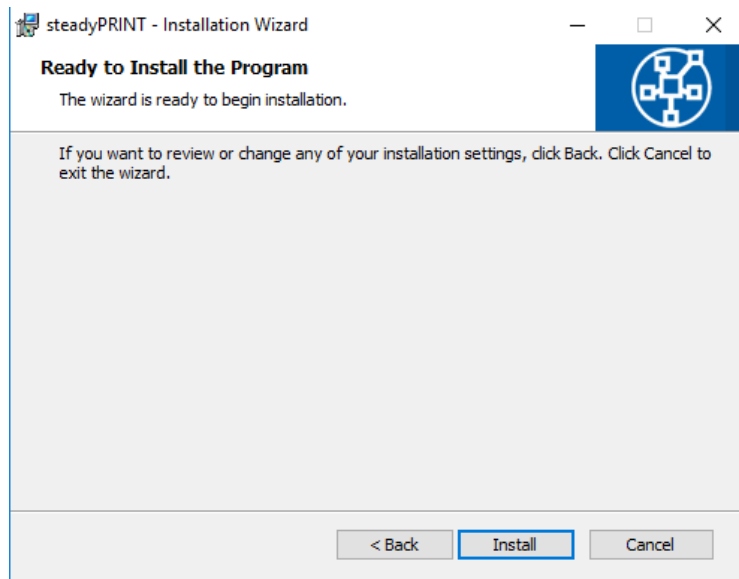 steadyPRINT - Installation Wizard
Ready to Install the Program
The wizard is ready to begin installation.
If you want to review or change any of your installation settings, click Back. Click Cancel to
exit the wizard.
< Back
Install
Cancel